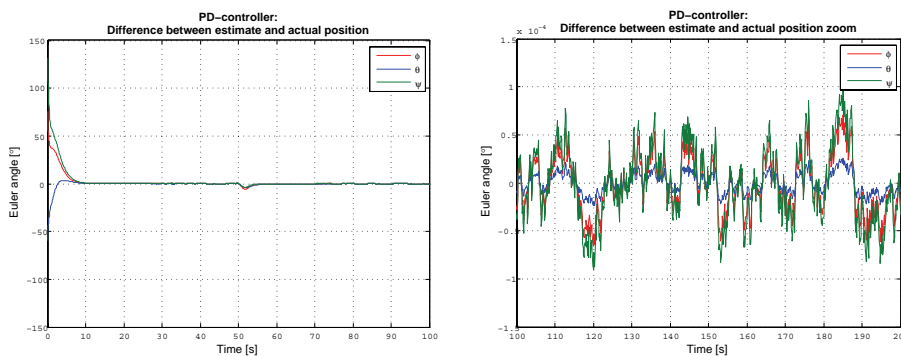 PD-controller:
Difference between estimate and actual position
150
100
50
0
-50
-100
-150
Euler angle [°]
0 10 20 30 40 50 60 70 80 90 100
Time [s]
φ
θ
ψ
PD-controller:
Difference between estimate and actual position zoom
x 10⁻⁴
1.5
1
0.5
0
-0.5
-1
-1.5
Euler angle [°]
100 110 120 130 140 150 160 170 180 190 200
Time [s]
φ
θ
ψ